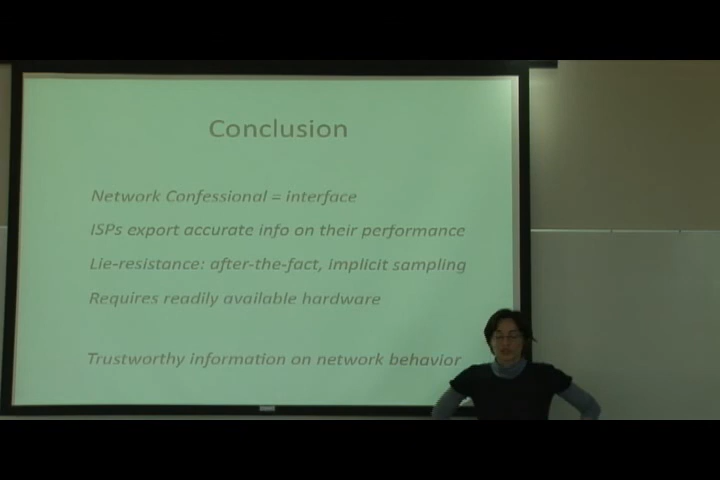 Conclusion
Network Confessional = interface
ISPs export accurate info on their performance
Lie-resistance: after-the-fact, implicit sampling
Requires readily available hardware
Trustworthy information on network behavior